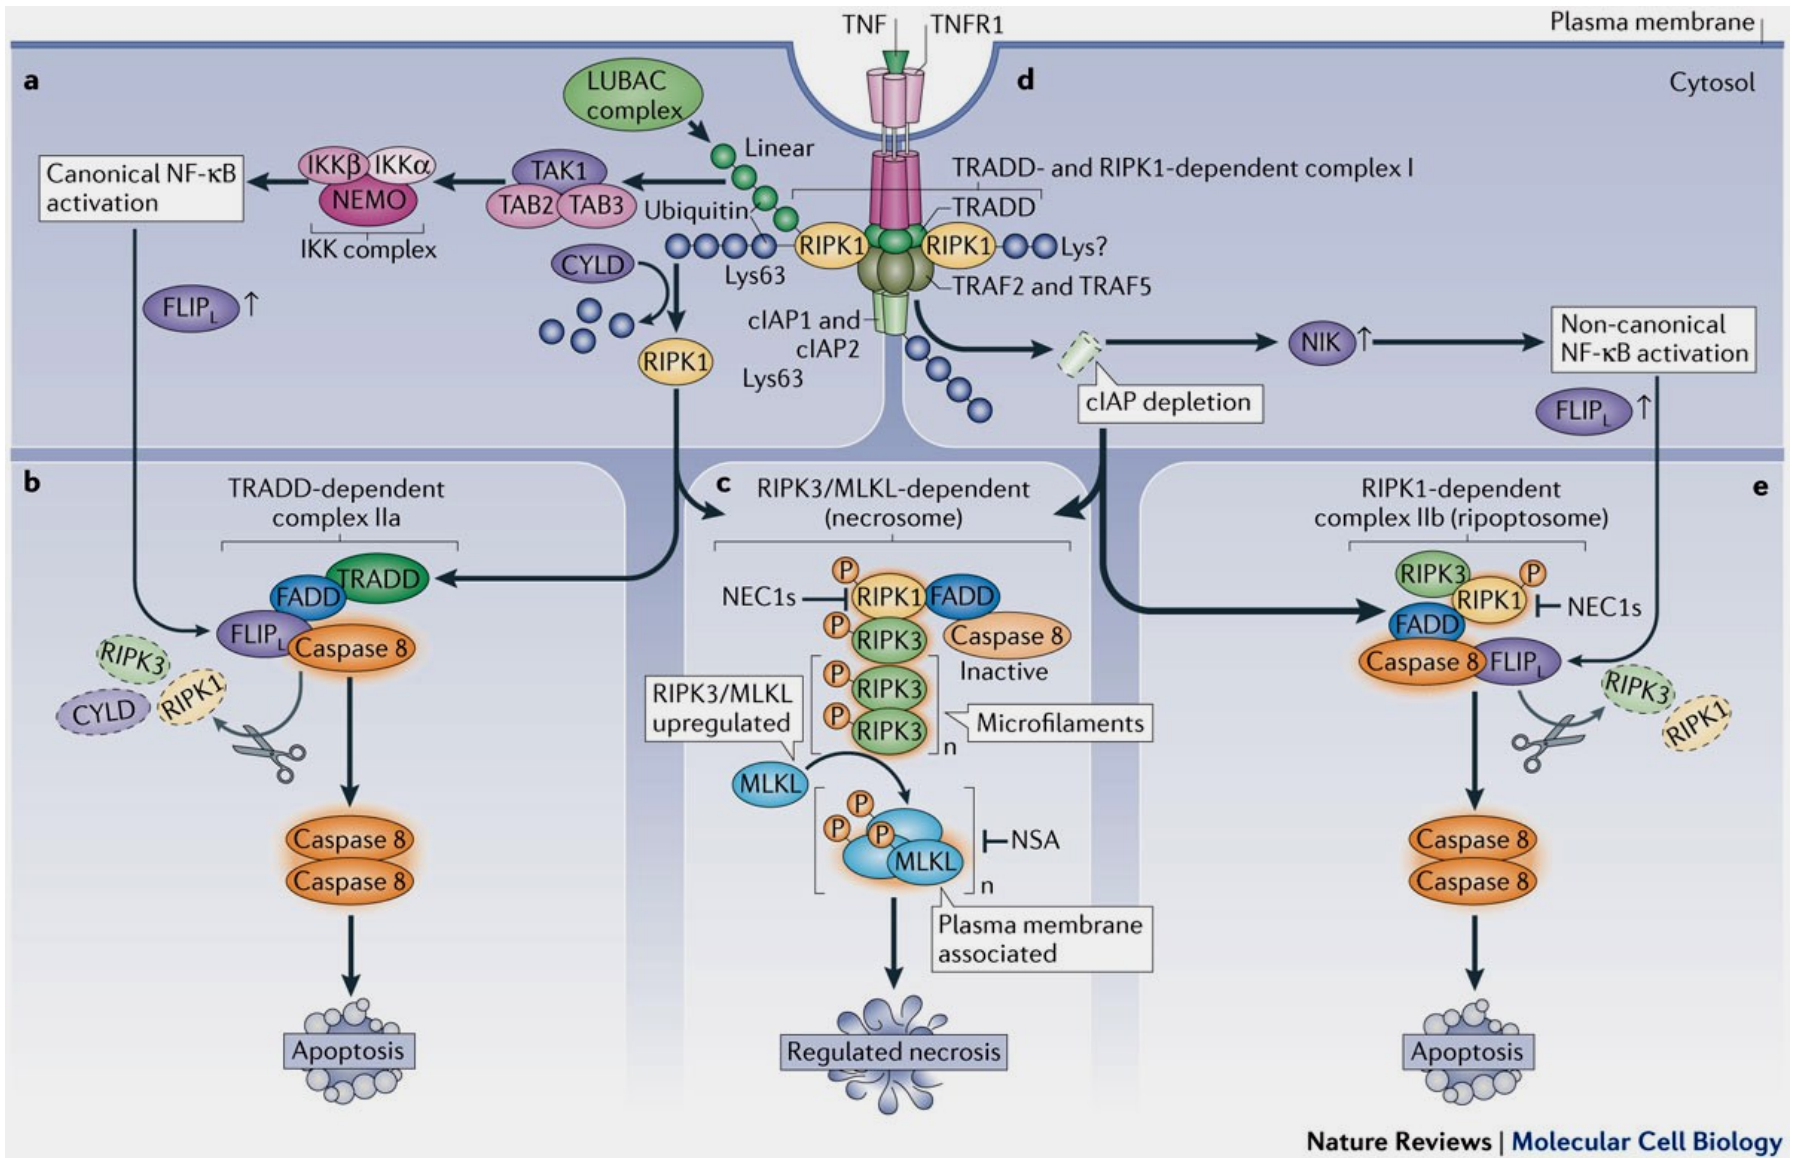 TNF
TNFR1
Plasma membrane
a
LUBAC
complex
d
Cytosol
Linear
TRADD- and RIPK1-dependent complex I
Canonical NF-κB
activation
IKKβ
IKKα
NEMO
IKK complex
TAK1
TAB2
TAB3
Ubiquitin
TRADD
RIPK1
RIPK1
Lys?
CYLD
Lys63
TRAF2 and TRAF5
FLIPL ↑
cIAP1 and
cIAP2
RIPK1
Lys63
NIK ↑
Non-canonical
NF-κB activation
cIAP depletion
FLIPL ↑
b
TRADD-dependent
complex IIa
c
RIPK3/MLKL-dependent
(necrosome)
RIPK1-dependent
complex IIb (ripoptosome)
e
TRADD
FADD
FLIPL
Caspase 8
RIPK3
CYLD
RIPK1
Caspase 8
Caspase 8
Apoptosis
P
NEC1s
RIPK1
FADD
P
RIPK3
Caspase 8
Inactive
P
RIPK3
P
RIPK3
n
RIPK3/MLKL
upregulated
Microfilaments
MLKL
P
P
P
MLKL
n
NSA
Plasma membrane
associated
Regulated necrosis
RIPK3
P
RIPK1
NEC1s
FADD
Caspase 8
FLIPL
RIPK3
RIPK1
Caspase 8
Caspase 8
Apoptosis
Nature Reviews | Molecular Cell Biology